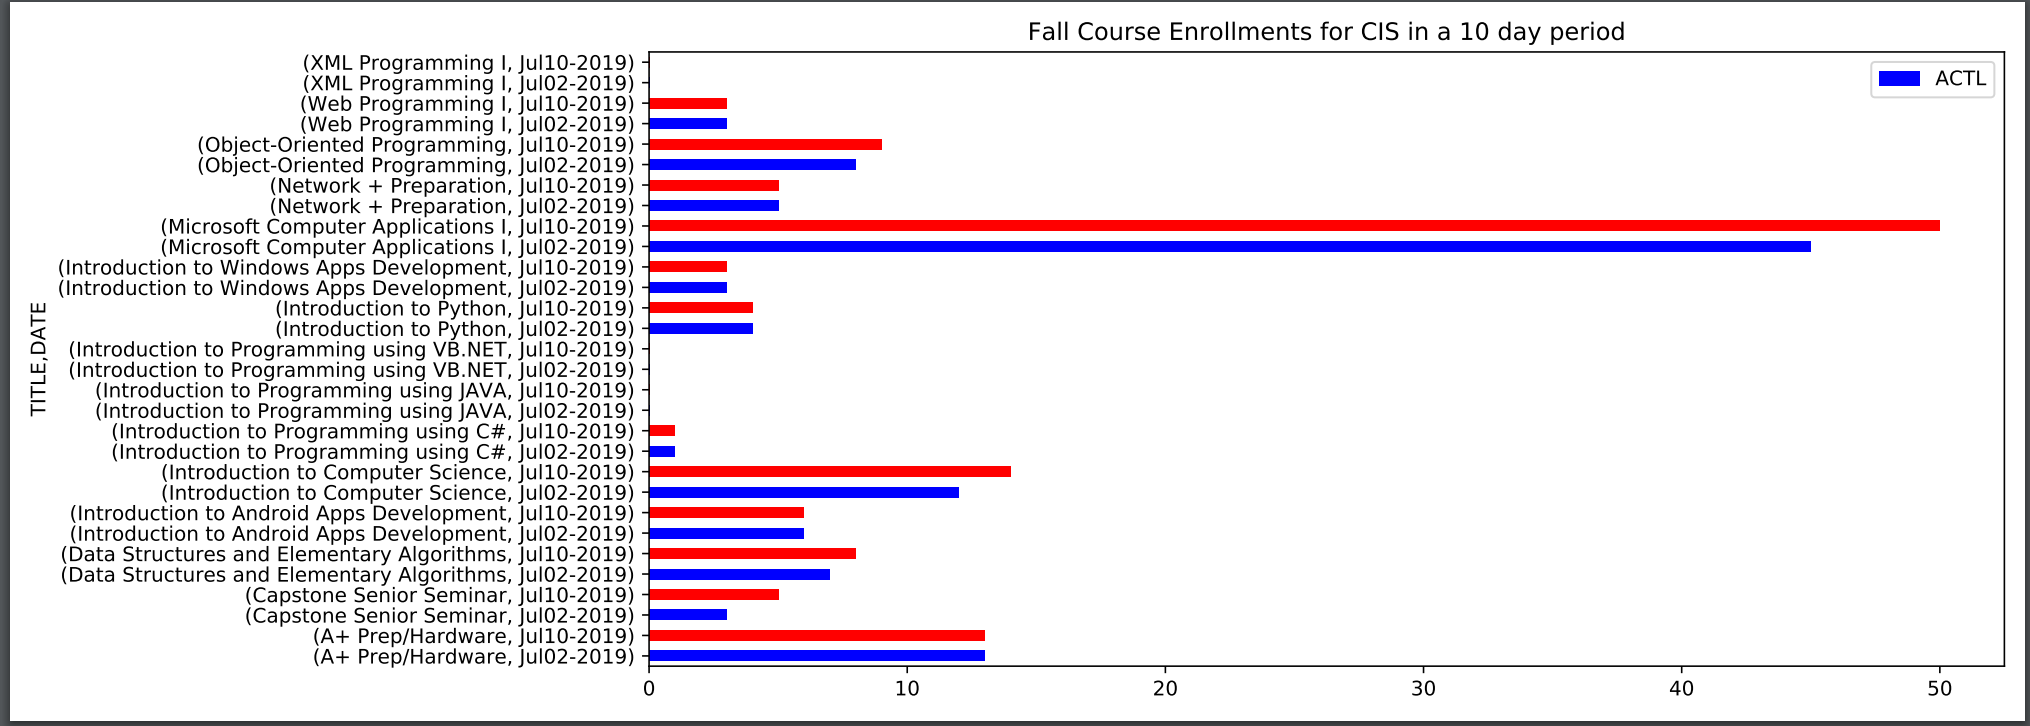 Fall Course Enrollments for CIS in a 10 day period
ACTL
TITLE,DATE
(XML Programming I, Jul10-2019)
(XML Programming I, Jul02-2019)
(Web Programming I, Jul10-2019)
(Web Programming I, Jul02-2019)
(Object-Oriented Programming, Jul10-2019)
(Object-Oriented Programming, Jul02-2019)
(Network + Preparation, Jul10-2019)
(Network + Preparation, Jul02-2019)
(Microsoft Computer Applications I, Jul10-2019)
(Microsoft Computer Applications I, Jul02-2019)
(Introduction to Windows Apps Development, Jul10-2019)
(Introduction to Windows Apps Development, Jul02-2019)
(Introduction to Python, Jul10-2019)
(Introduction to Python, Jul02-2019)
(Introduction to Programming using VB.NET, Jul10-2019)
(Introduction to Programming using VB.NET, Jul02-2019)
(Introduction to Programming using JAVA, Jul10-2019)
(Introduction to Programming using JAVA, Jul02-2019)
(Introduction to Programming using C#, Jul10-2019)
(Introduction to Programming using C#, Jul02-2019)
(Introduction to Computer Science, Jul10-2019)
(Introduction to Computer Science, Jul02-2019)
(Introduction to Android Apps Development, Jul10-2019)
(Introduction to Android Apps Development, Jul02-2019)
(Data Structures and Elementary Algorithms, Jul10-2019)
(Data Structures and Elementary Algorithms, Jul02-2019)
(Capstone Senior Seminar, Jul10-2019)
(Capstone Senior Seminar, Jul02-2019)
(A+ Prep/Hardware, Jul10-2019)
(A+ Prep/Hardware, Jul02-2019)
0 10 20 30 40 50